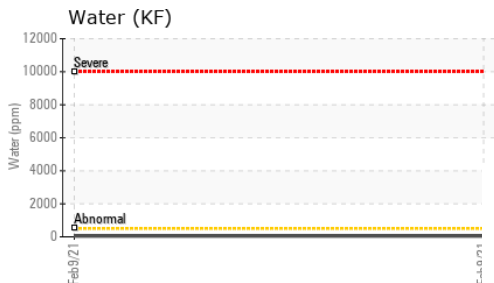 Water (KF)
12000
10000
8000
6000
4000
2000
0
Water (ppm)
Severe
Abnormal
Feb9/21
Feb9/21